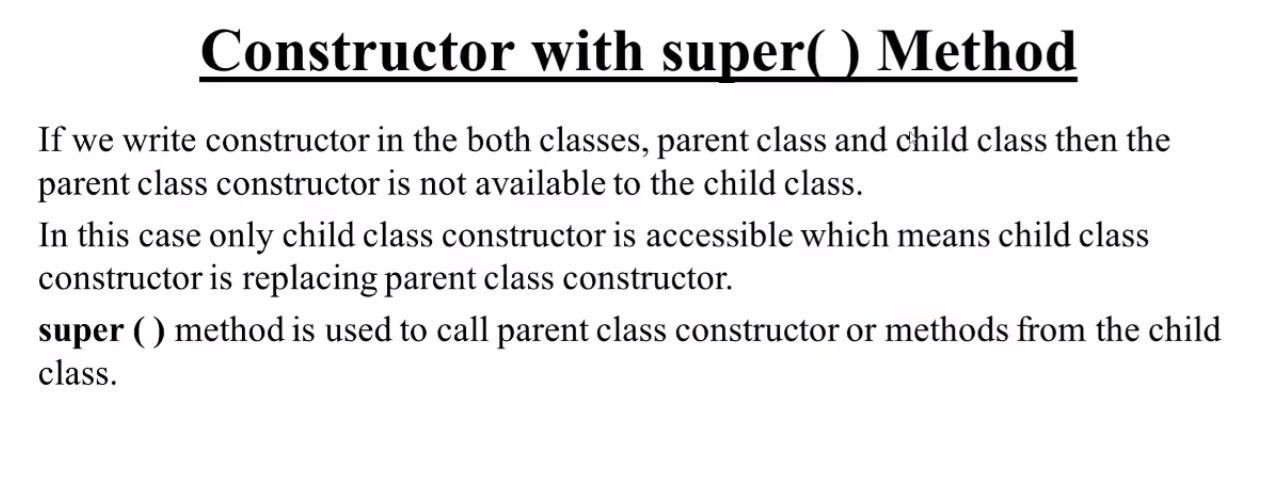 Constructor with super( ) Method
If we write constructor in the both classes, parent class and child class then the
parent class constructor is not available to the child class.
In this case only child class constructor is accessible which means child class
constructor is replacing parent class constructor.
super ( ) method is used to call parent class constructor or methods from the child
class.